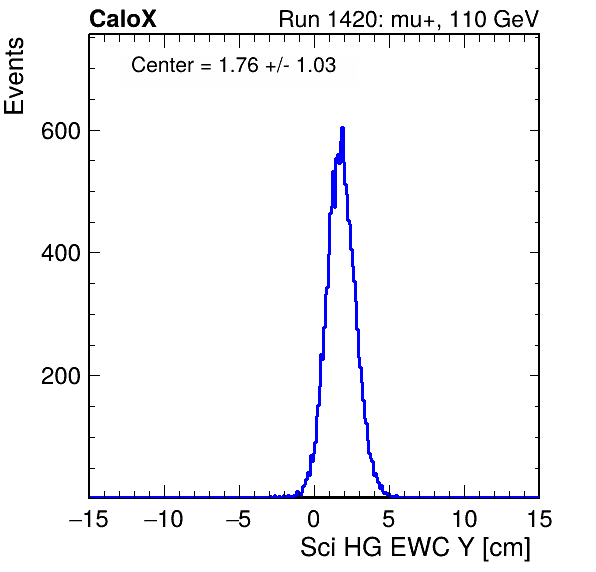 CaloX Run 1420: mu+, 110 GeV
Center = 1.76 +/- 1.03
Events
600
400
200
−15 −10 −5 0 5 10 15
Sci HG EWC Y [cm]